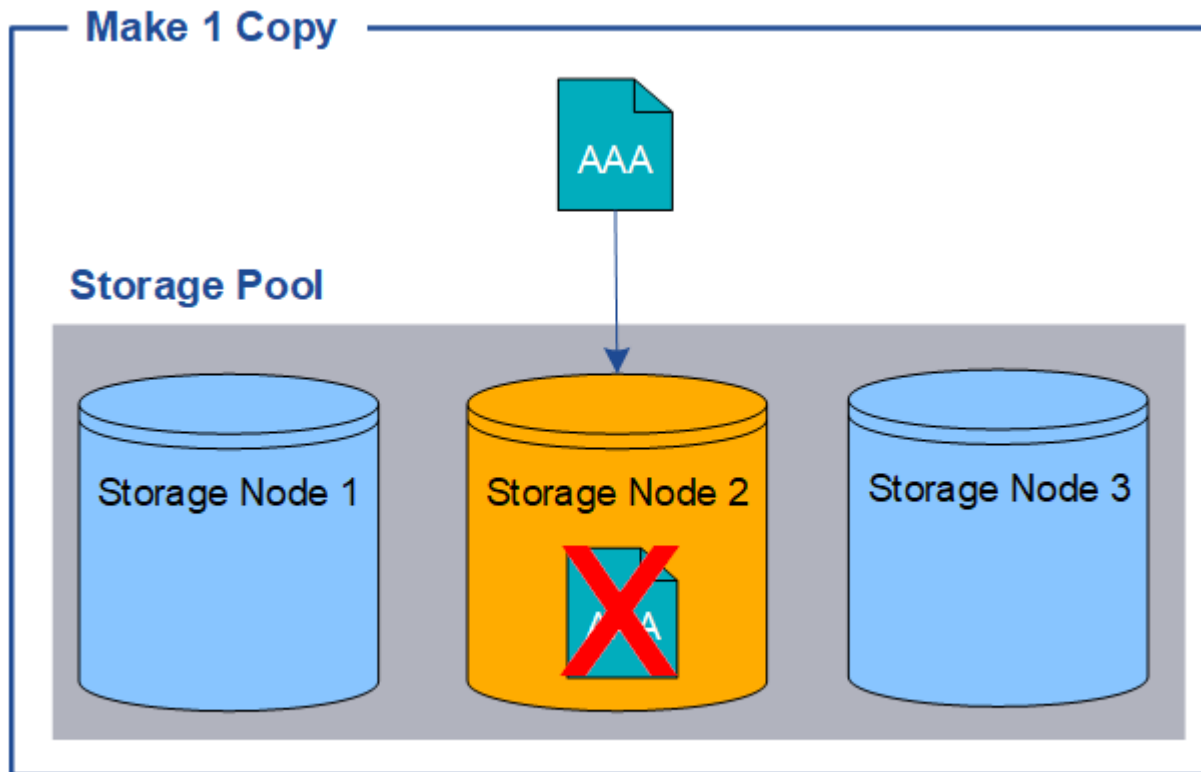 Make 1 Copy
AAA
Storage Pool
Storage Node 1
Storage Node 2
Storage Node 3